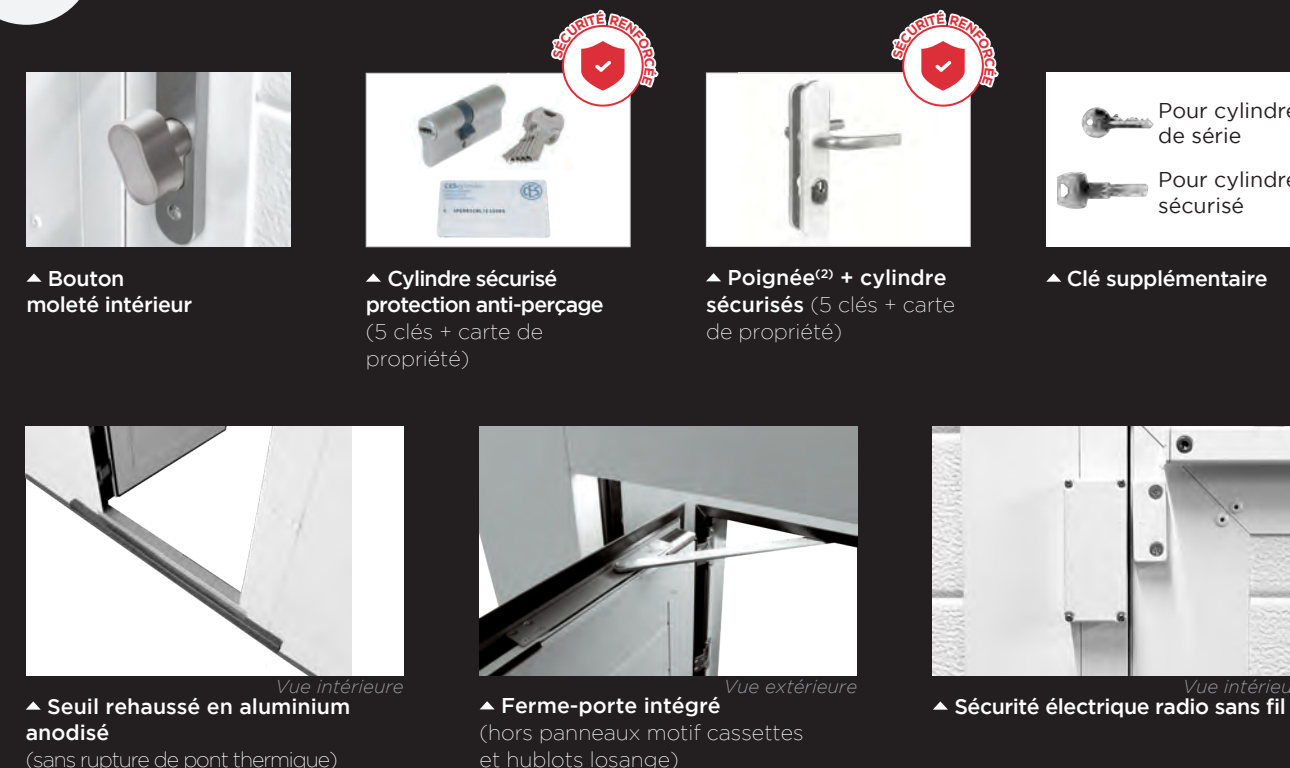 SÉCURITÉ RENFORCÉE
SÉCURITÉ RENFORCÉE
Pour cylindre
de série
Pour cylindre
sécurisé
Bouton
moleté intérieur
Cylindre sécurisé
protection anti-perçage
(5 clés + carte de
propriété)
Poignée(2) + cylindre
sécurisés (5 clés + carte
de propriété)
Clé supplémentaire
Vue intérieure
Seuil rehaussé en aluminium
anodisé
(sans rupture de pont thermique)
Vue extérieure
Ferme-porte intégré
(hors panneaux motif cassettes
et hublots losange)
Vue intérieu
Sécurité électrique radio sans fil